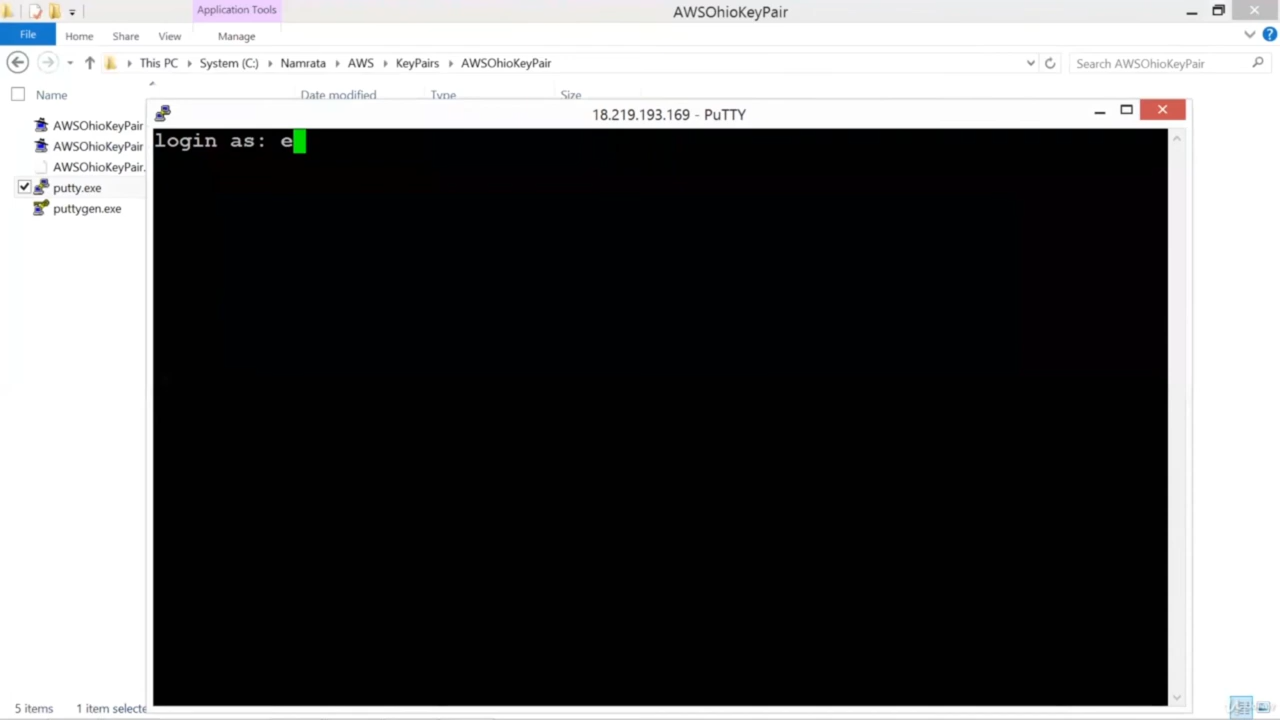 Application Tools
AWSOhioKeyPair
File
Home
Share
View
Manage
This PC
System (C:)
Namrata
AWS
KeyPairs
AWSOhioKeyPair
Search AWSOhioKeyPair
Name
Date modified
Type
Size
18.219.193.169 - PuTTY
login as: e
AWSOhioKeyPair
AWSOhioKeyPair
AWSOhioKeyPair.
putty.exe
puttygen.exe
5 items
1 item selecte